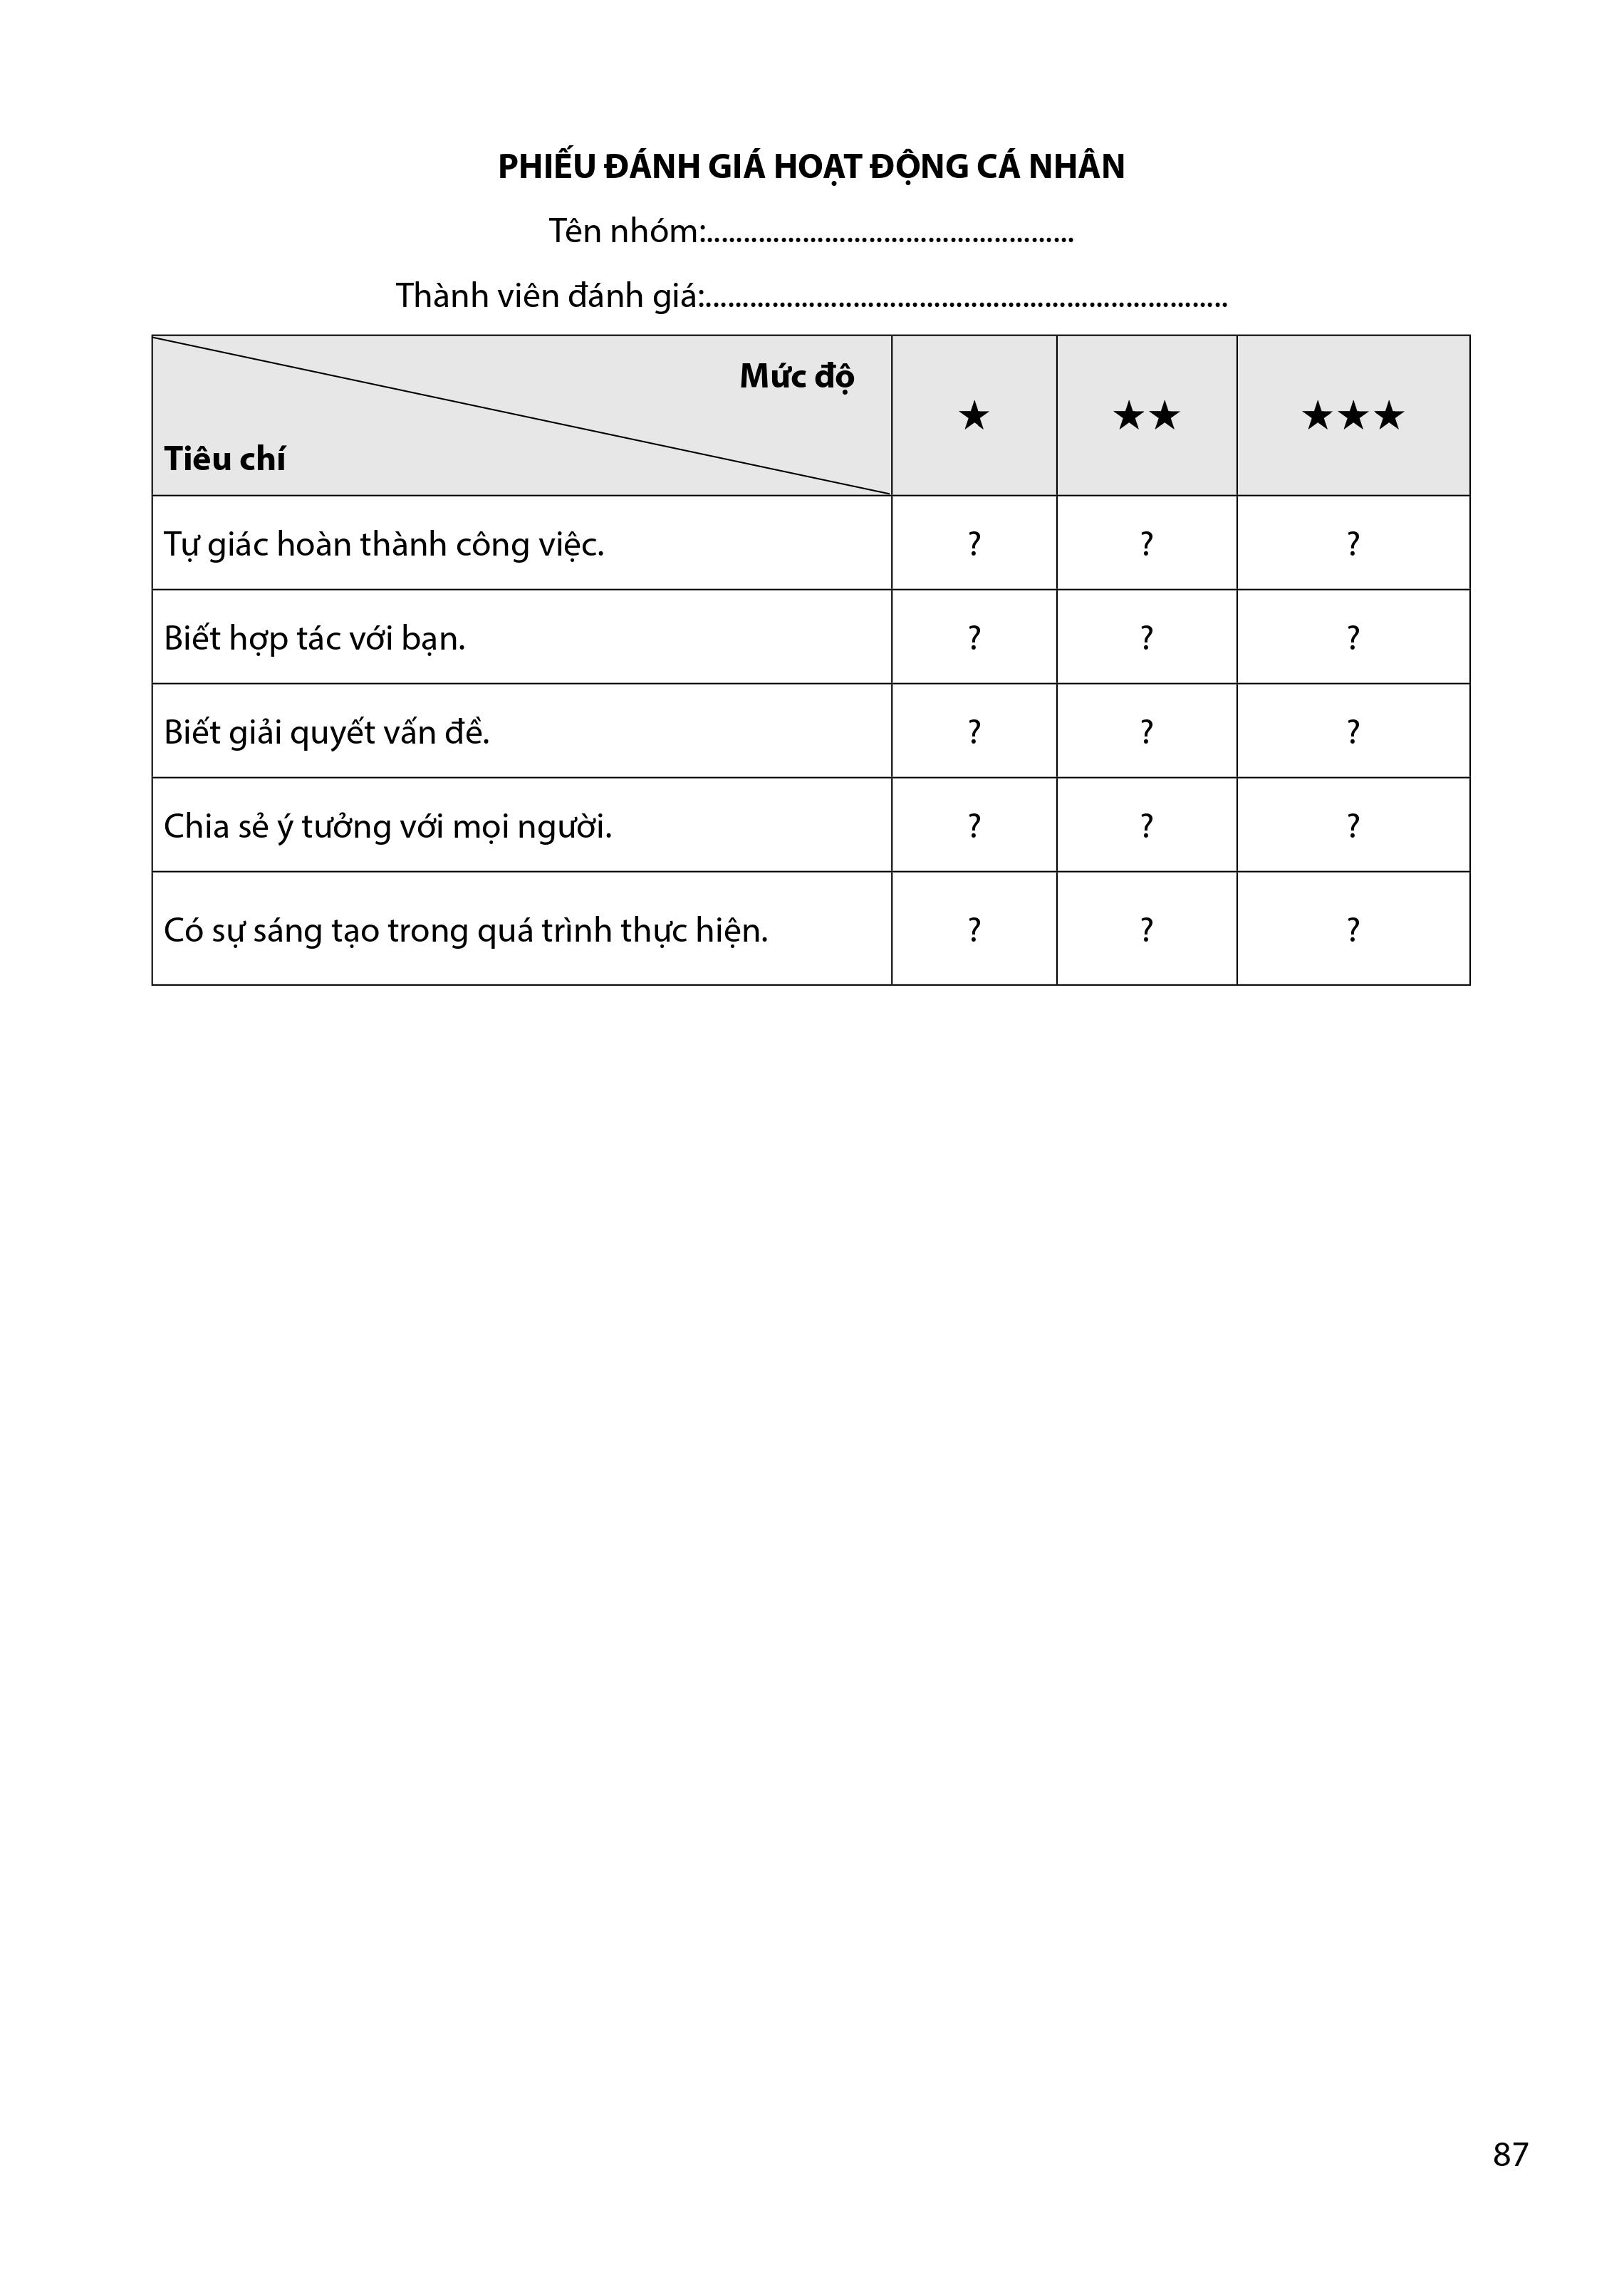 PHIẾU ĐÁNH GIÁ HOẠT ĐỘNG CÁ NHÂN
Tên nhóm:..................................................
Thành viên đánh giá:.......................................................................
Mức độ
Tiêu chí
★ ★★ ★★★
Tự giác hoàn thành công việc. ? ? ?
Biết hợp tác với bạn. ? ? ?
Biết giải quyết vấn đề. ? ? ?
Chia sẻ ý tưởng với mọi người. ? ? ?
Có sự sáng tạo trong quá trình thực hiện. ? ? ?
87